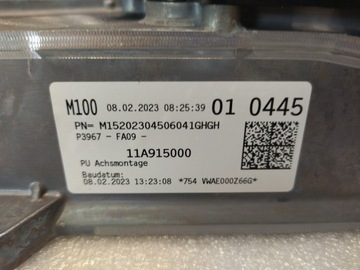 M100 08.02.2023 08:25:39 01 0445
PN= M15202304506041GHGH
P3967 - FA09 -
11A915000
PU Achsmontage
Baudatum:
08.02.2023 13:23:08 *754 VWAE000Z66G*